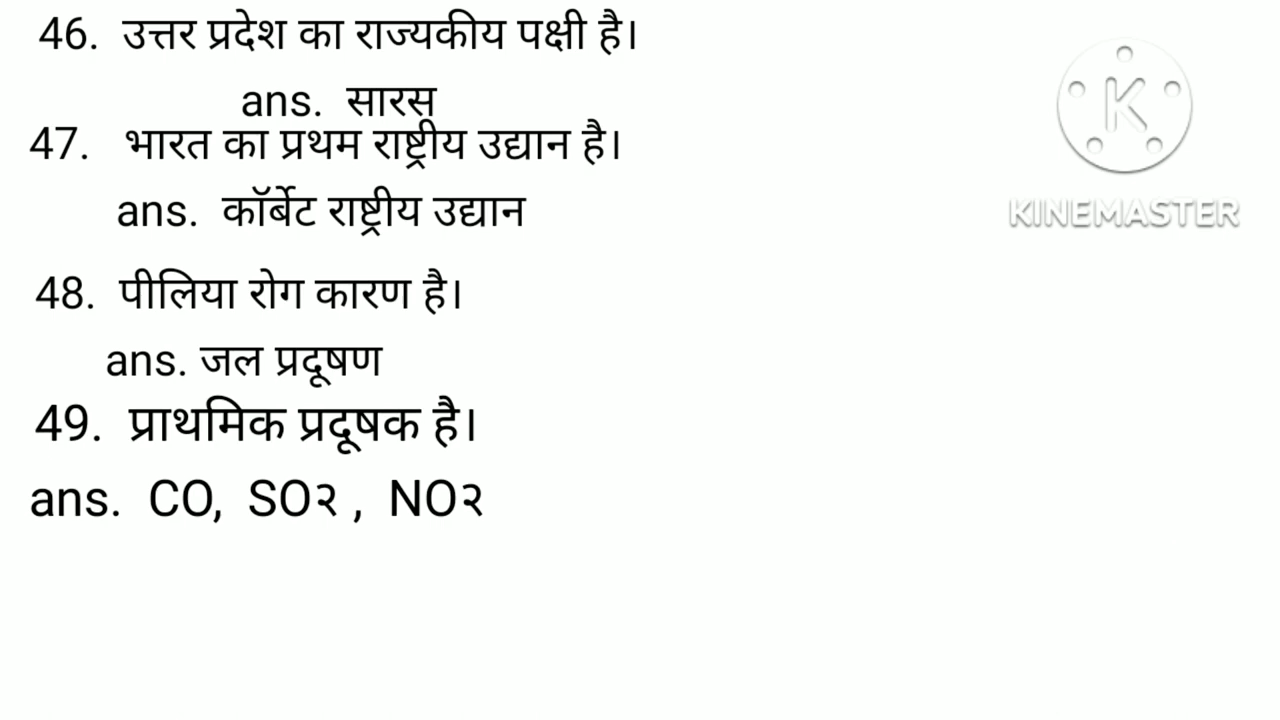 46. उत्तर प्रदेश का राज्यकीय पक्षी है।
ans. सारस
47. भारत का प्रथम राष्ट्रीय उद्यान है।
ans. कॉर्बेट राष्ट्रीय उद्यान
48. पीलिया रोग कारण है।
ans. जल प्रदूषण
49. प्राथमिक प्रदूषक है।
ans. CO, SO२ , NO२
K
KINEMASTER